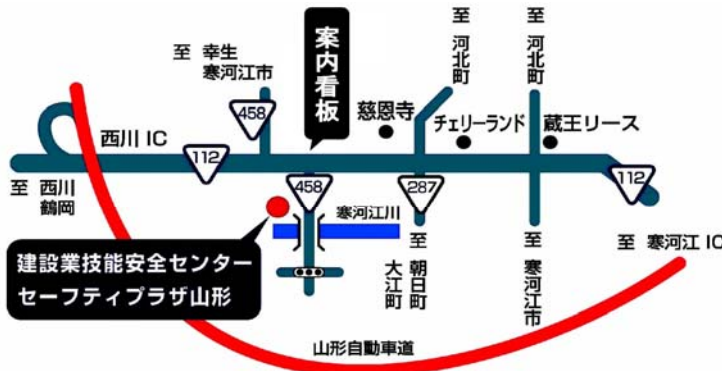 至 河北町
至 河北町
案内看板
至 幸生
寒河江市
458
慈恩寺
チェリーランド
蔵王リース
西川 IC
112
458
287
112
至 西川
鶴岡
寒河江川
建設業技能安全センター
セーフティプラザ山形
至 朝日町
大江町
至 寒河江市
至 寒河江 IC
山形自動車道